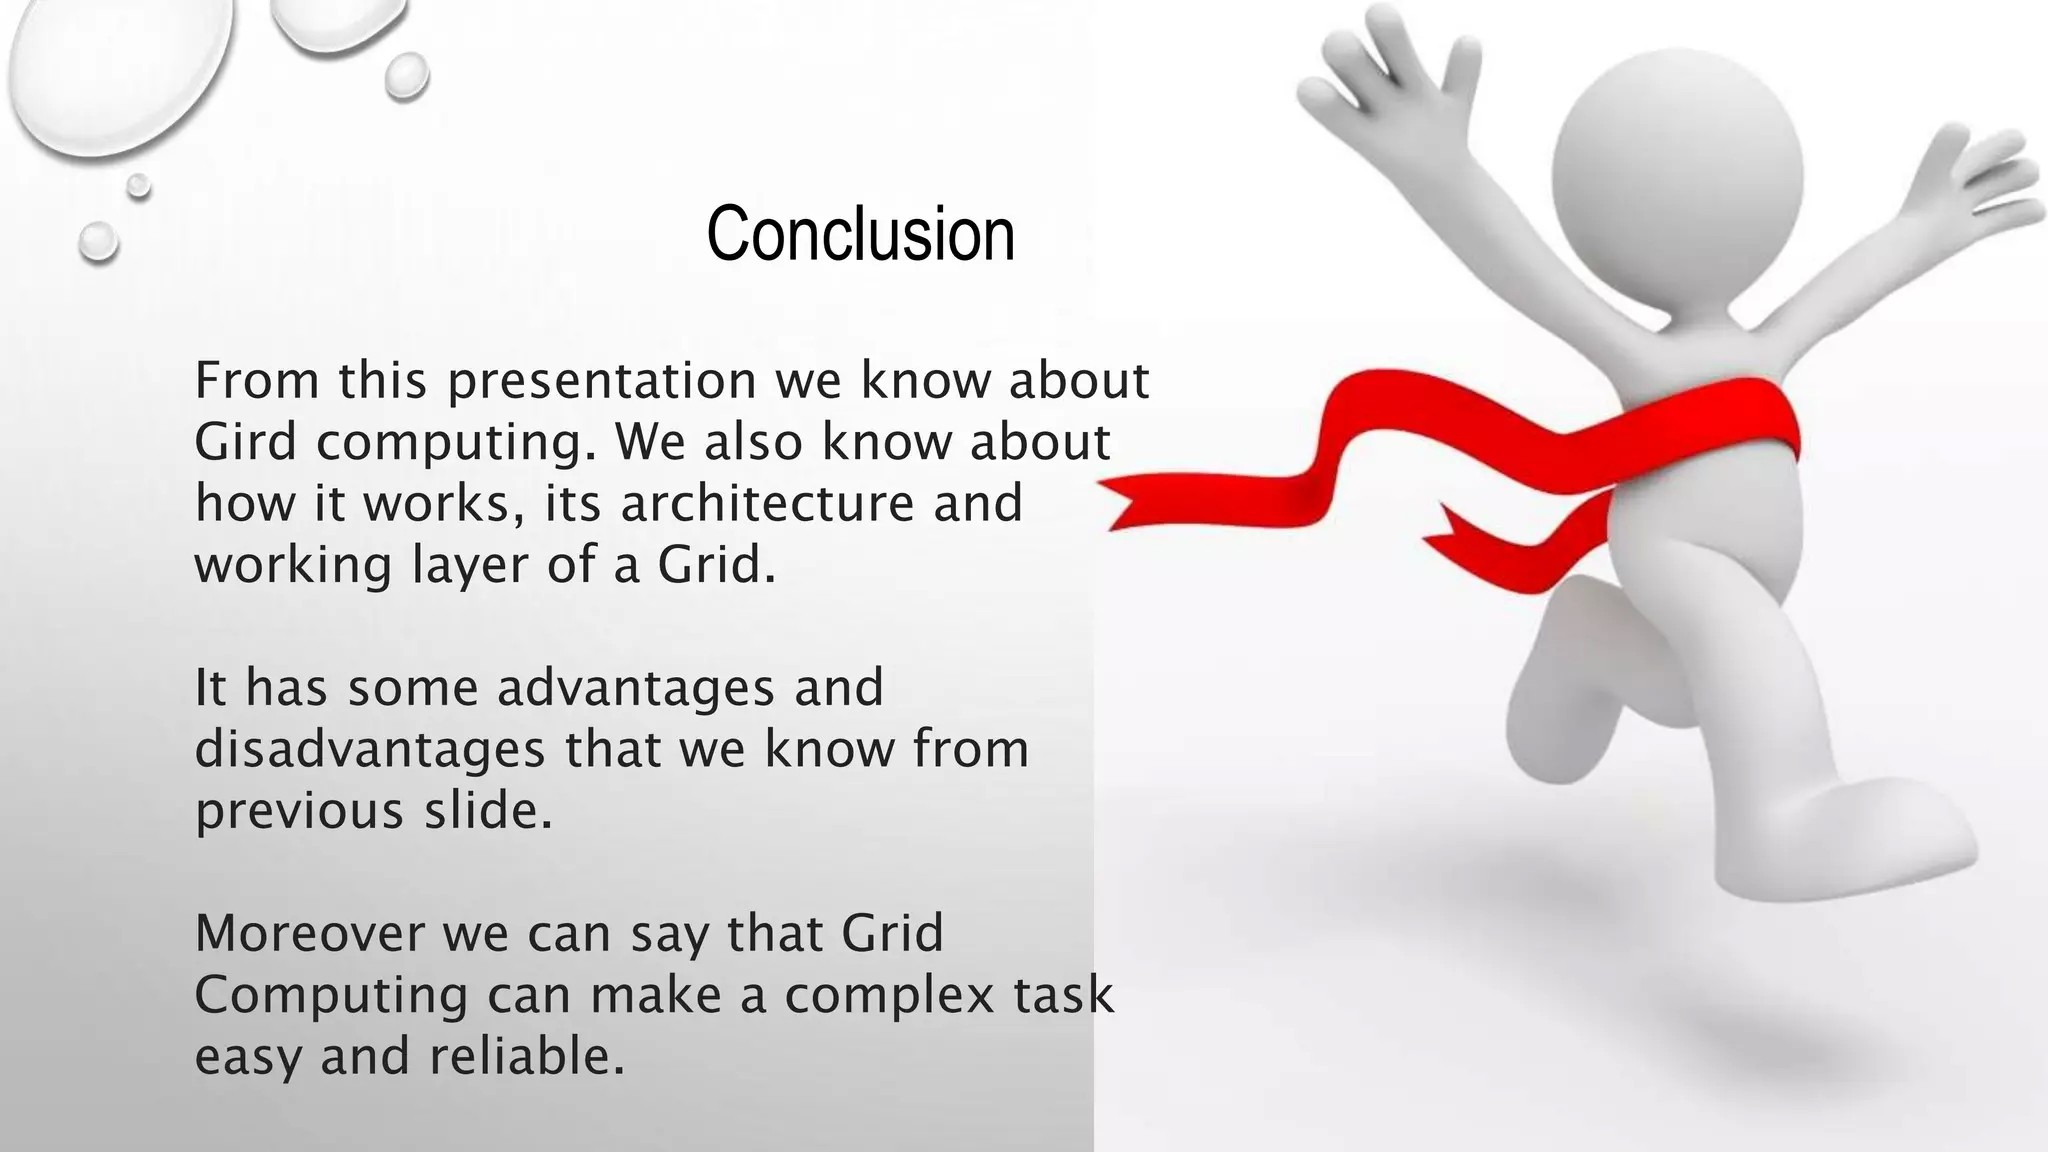 Conclusion
From this presentation we know about
Gird computing. We also know about
how it works, its architecture and
working layer of a Grid.
It has some advantages and
disadvantages that we know from
previous slide.
Moreover we can say that Grid
Computing can make a complex task
easy and reliable.